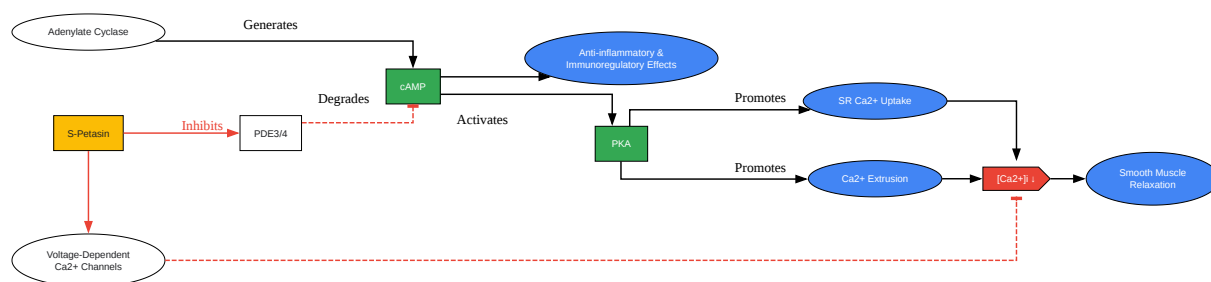 Generates
Adenylate Cyclase
Anti-inflammatory &
Immunoregulatory Effects
cAMP
Degrades
Promotes
SR Ca2+ Uptake
Activates
Inhibits
S-Petasin
PDE3/4
PKA
Promotes
Ca2+ Extrusion
[Ca2+]i ↓
Smooth Muscle
Relaxation
Voltage-Dependent
Ca2+ Channels